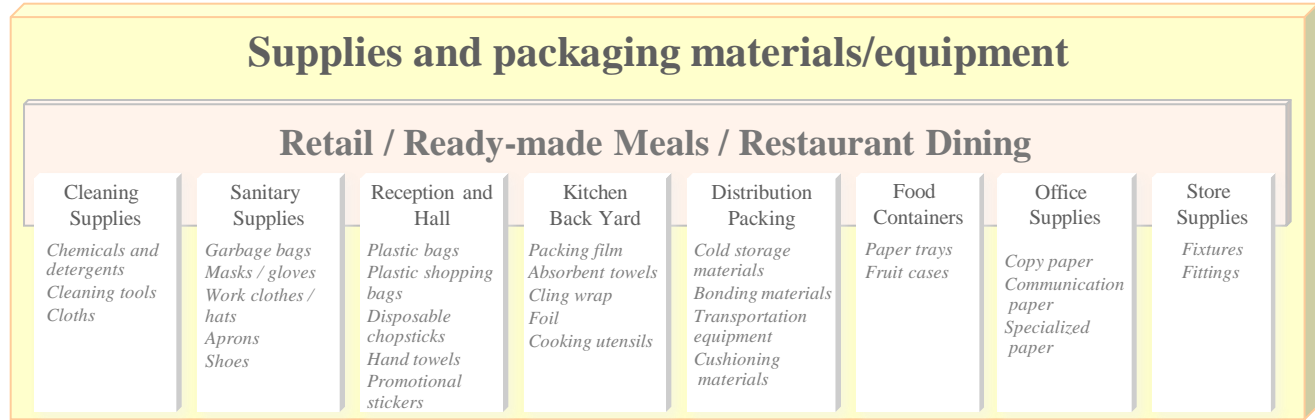 Supplies and packaging materials/equipment
Retail / Ready-made Meals / Restaurant Dining
Cleaning
Supplies
Chemicals and
detergents
Cleaning tools
Cloths
Sanitary
Supplies
Garbage bags
Masks / gloves
Work clothes /
hats
Aprons
Shoes
Reception and
Hall
Plastic bags
Plastic shopping
bags
Disposable
chopsticks
Hand towels
Promotional
stickers
Kitchen
Back Yard
Packing film
Absorbent towels
Cling wrap
Foil
Cooking utensils
Distribution
Packing
Cold storage
materials
Bonding materials
Transportation
equipment
Cushioning
materials
Food
Containers
Paper trays
Fruit cases
Office
Supplies
Copy paper
Communication
paper
Specialized
paper
Store
Supplies
Fixtures
Fittings